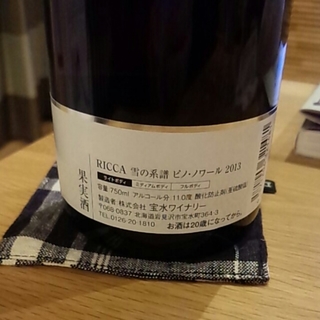 RICCA 雪の系譜 ピノ・ノワール 2013
ライトボディ ミディアムボディ フルボディ
果実酒
容量 750ml アルコール分 11.0度 酸化防止剤(亜硫酸塩)
製造者 株式会社 宝水ワイナリー
〒069-0837 北海道岩見沢市宝水町364-3
TEL.0126-20-1810
お酒は20歳になってから。